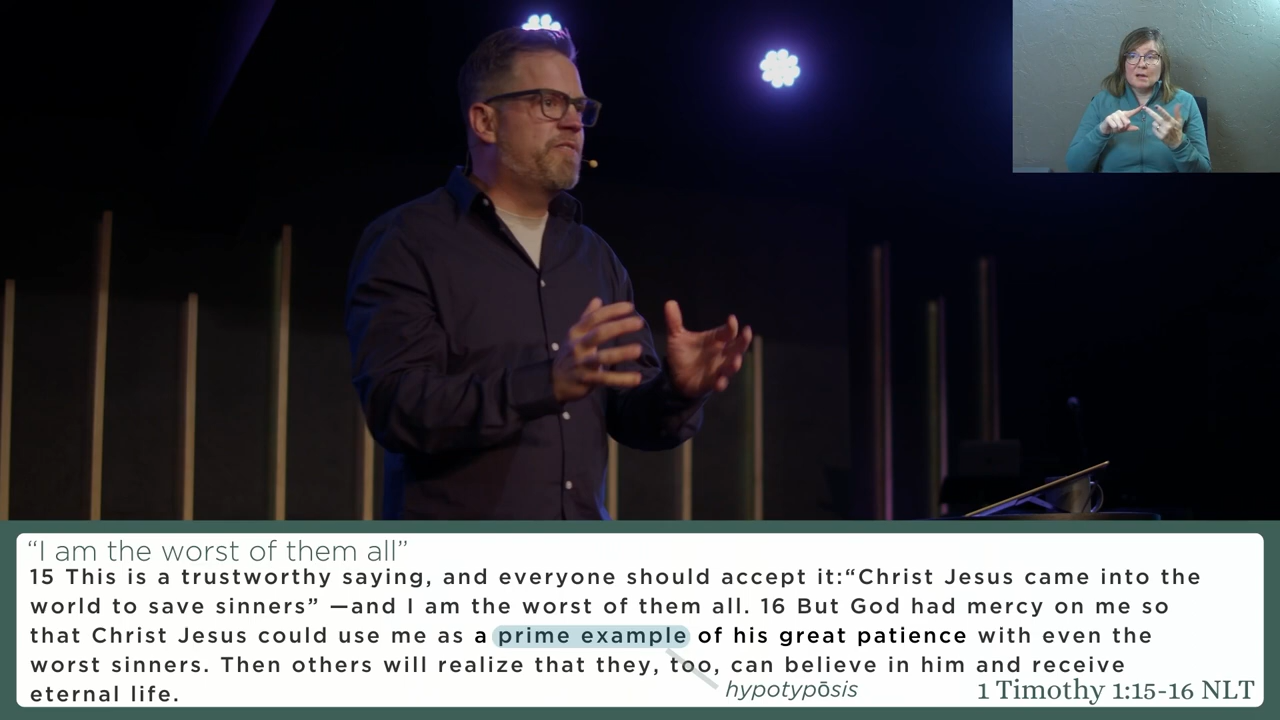 “I am the worst of them all”
15 This is a trustworthy saying, and everyone should accept it:“Christ Jesus came into the
world to save sinners” —and I am the worst of them all. 16 But God had mercy on me so
that Christ Jesus could use me as a prime example of his great patience with even the
worst sinners. Then others will realize that they, too, can believe in him and receive
eternal life.
hypotypōsis
1 Timothy 1:15-16 NLT